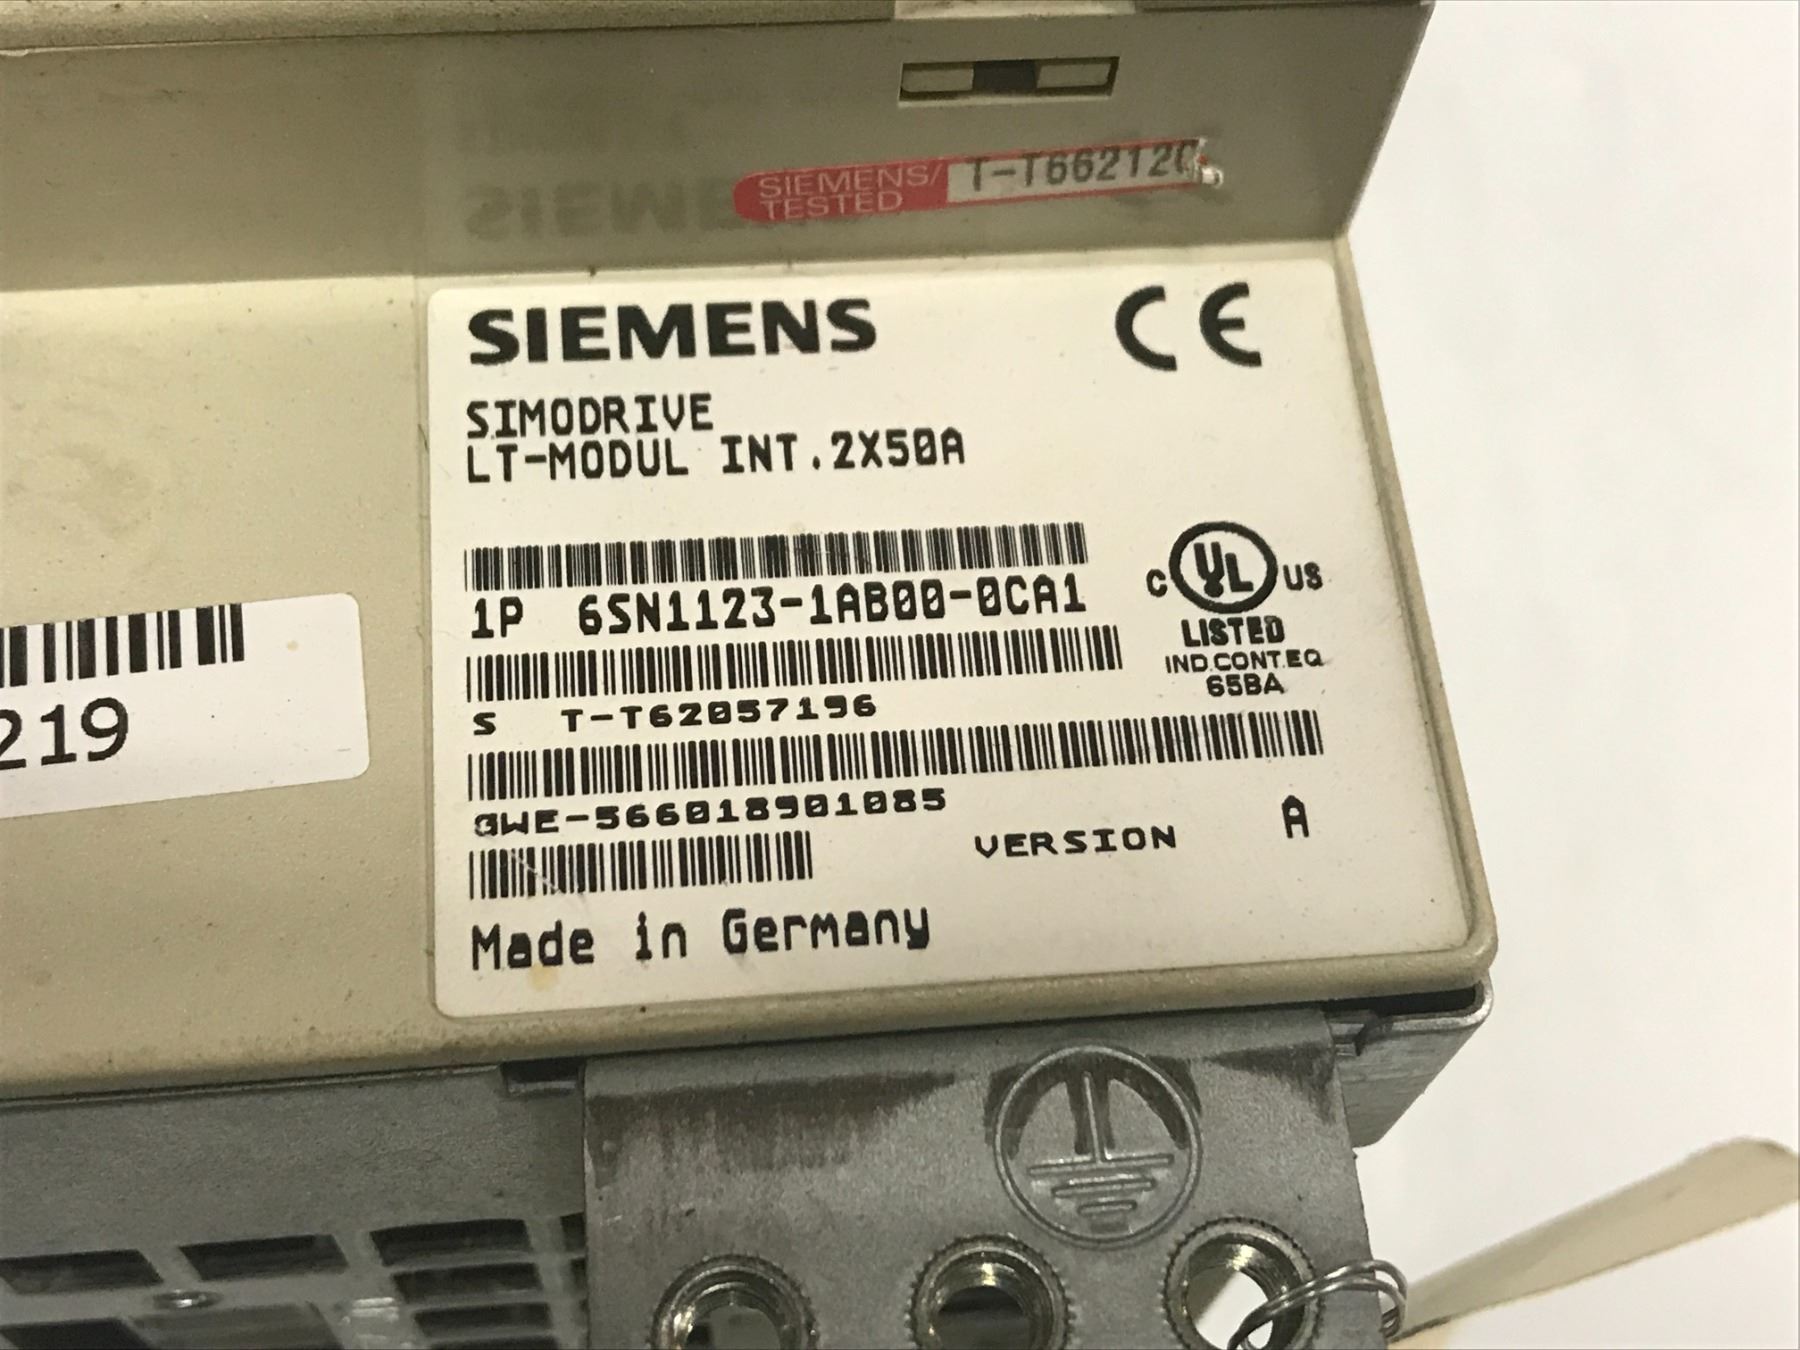 SIEMENS/
TESTED
T-T662120
SIEMENS
CE
SIMODRIVE
LT-MODUL INT.2X50A
1P 6SN1123-1AB00-0CA1
C UL US
LISTED
IND.CONT.EQ
65BA
S T-T62057196
GWE-566018901085
VERSION A
Made in Germany
219